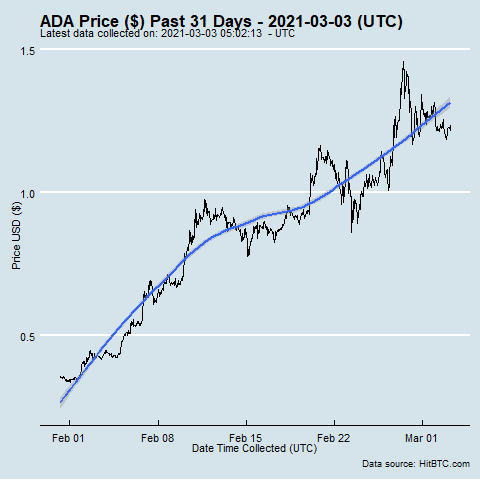 ADA Price ($) Past 31 Days - 2021-03-03 (UTC)
Latest data collected on: 2021-03-03 05:02:13  - UTC
1.5
1.0
0.5
Price USD ($)
Feb 01 Feb 08 Feb 15 Feb 22 Mar 01
Date Time Collected (UTC)
Data source: HitBTC.com